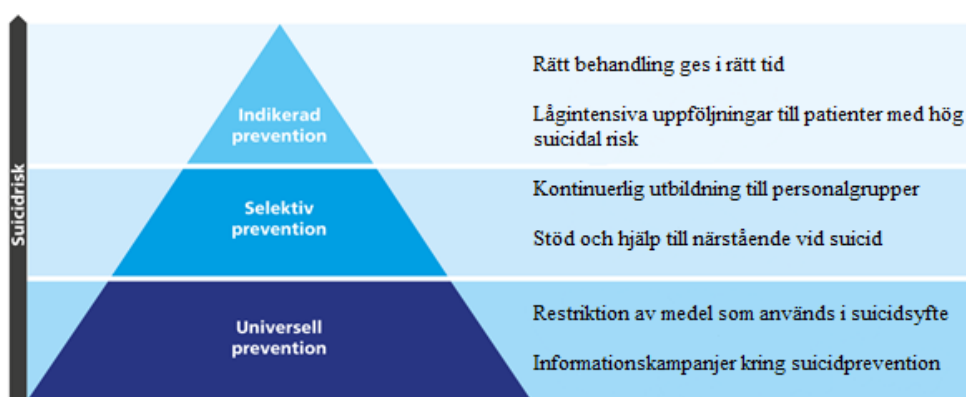 Suicidrisk
Indikerad
prevention
Rätt behandling ges i rätt tid
Lågintensiva uppföljningar till patienter med hög
suicidal risk
Selektiv
prevention
Kontinuerlig utbildning till personalgrupper
Stöd och hjälp till närstående vid suicid
Universell
prevention
Restriktion av medel som används i suicidsyfte
Informationskampanjer kring suicidprevention